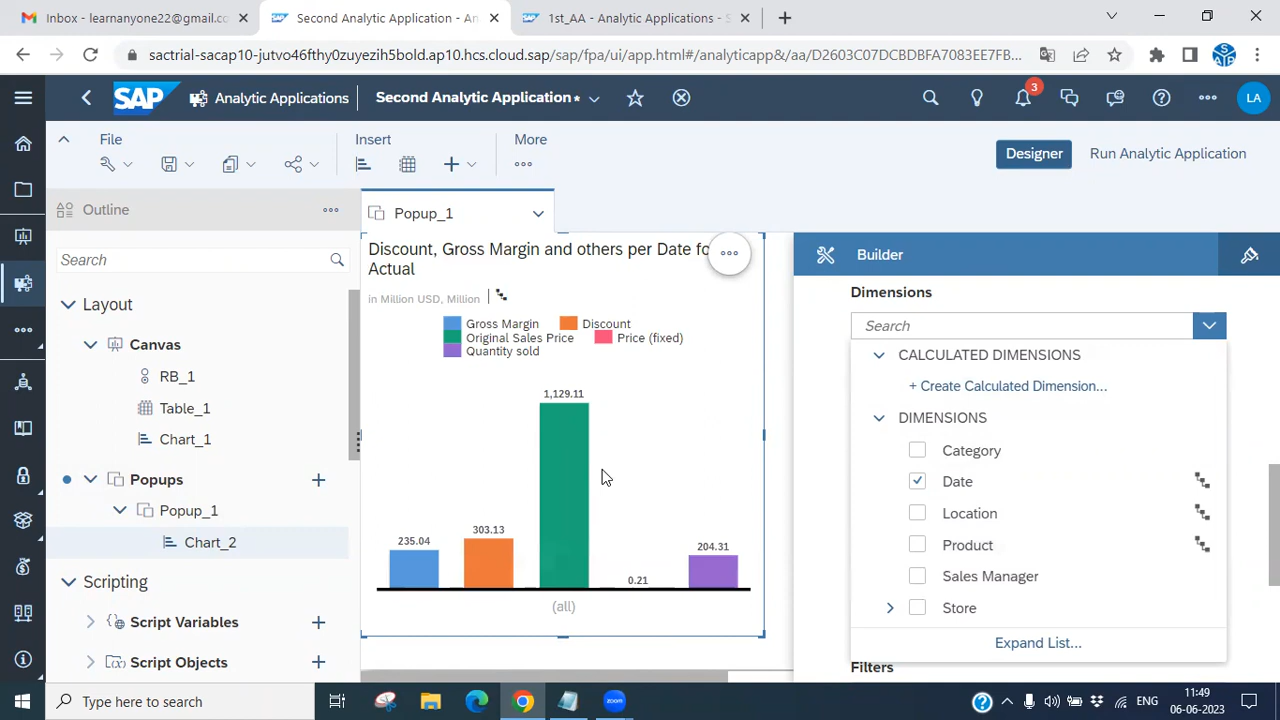 Inbox - learnanyone22@gmail.co
Second Analytic Application - An
1st_AA - Analytic Applications - S
sactrial-sacap10-jutvo46fthy0zuyezih5bold.ap10.hcs.cloud.sap/sap/fpa/ui/app.html#/analyticapp&/aa/D2603C07DCBDBFA7083EE7FB...
SAP
Analytic Applications
Second Analytic Application*
3
LA
File
Insert
More
Designer
Run Analytic Application
Outline
Popup_1
Builder
Search
Layout
Canvas
RB_1
Table_1
Chart_1
Popups
Popup_1
Chart_2
Scripting
Script Variables
Script Objects
Discount, Gross Margin and others per Date fo
Actual
in Million USD, Million
Gross Margin
Discount
Original Sales Price
Price (fixed)
Quantity sold
1,129.11
303.13
235.04
204.31
0.21
(all)
Dimensions
Search
CALCULATED DIMENSIONS
+ Create Calculated Dimension...
DIMENSIONS
Category
Date
Location
Product
Sales Manager
Store
Expand List...
Filters
Type here to search
zoom
ENG
11:49
06-06-2023